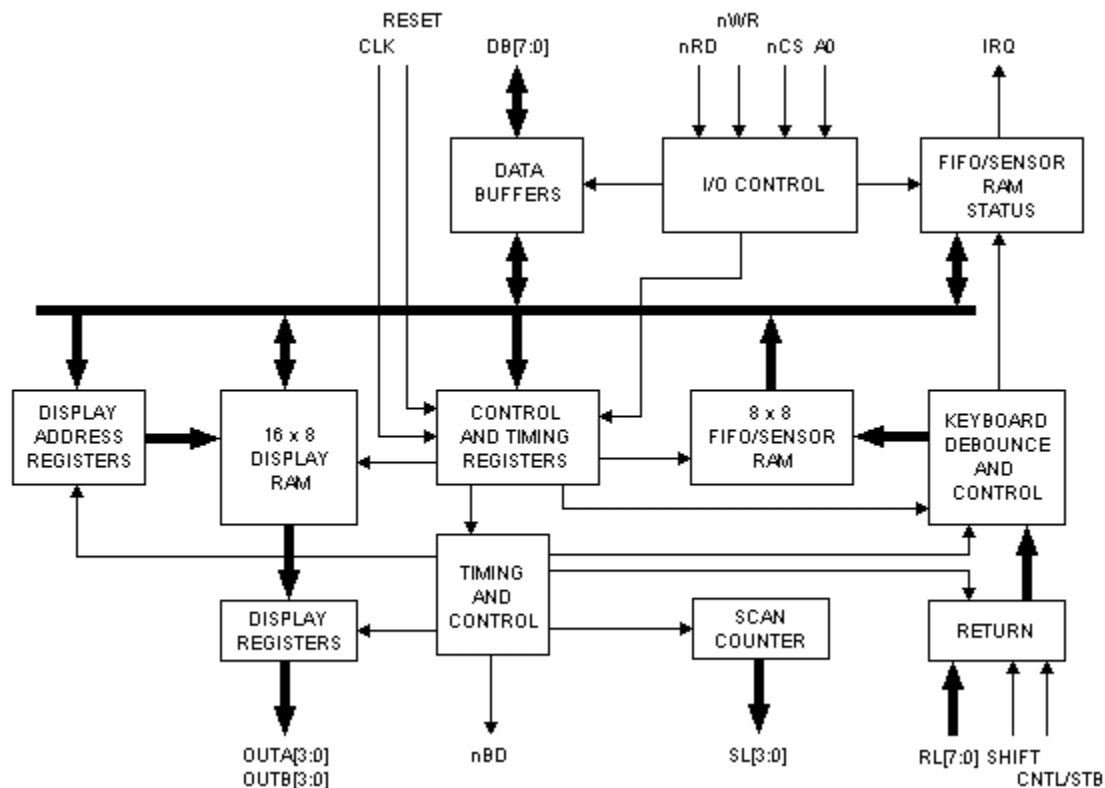 RESET
nWR
CLK
DB[7:0]
nRD
nCS
A0
IRQ
DATA
BUFFERS
I/O CONTROL
FIFO/SENSOR
RAM
STATUS
DISPLAY
ADDRESS
REGISTERS
16 x 8
DISPLAY
RAM
CONTROL
AND TIMING
REGISTERS
8 x 8
FIFO/SENSOR
RAM
KEYBOARD
DEBOUNCE
AND
CONTROL
TIMING
AND
CONTROL
DISPLAY
REGISTERS
SCAN
COUNTER
RETURN
OUTA[3:0]
OUTB[3:0]
nBD
SL[3:0]
RL[7:0]
SHIFT
CNTL/STB